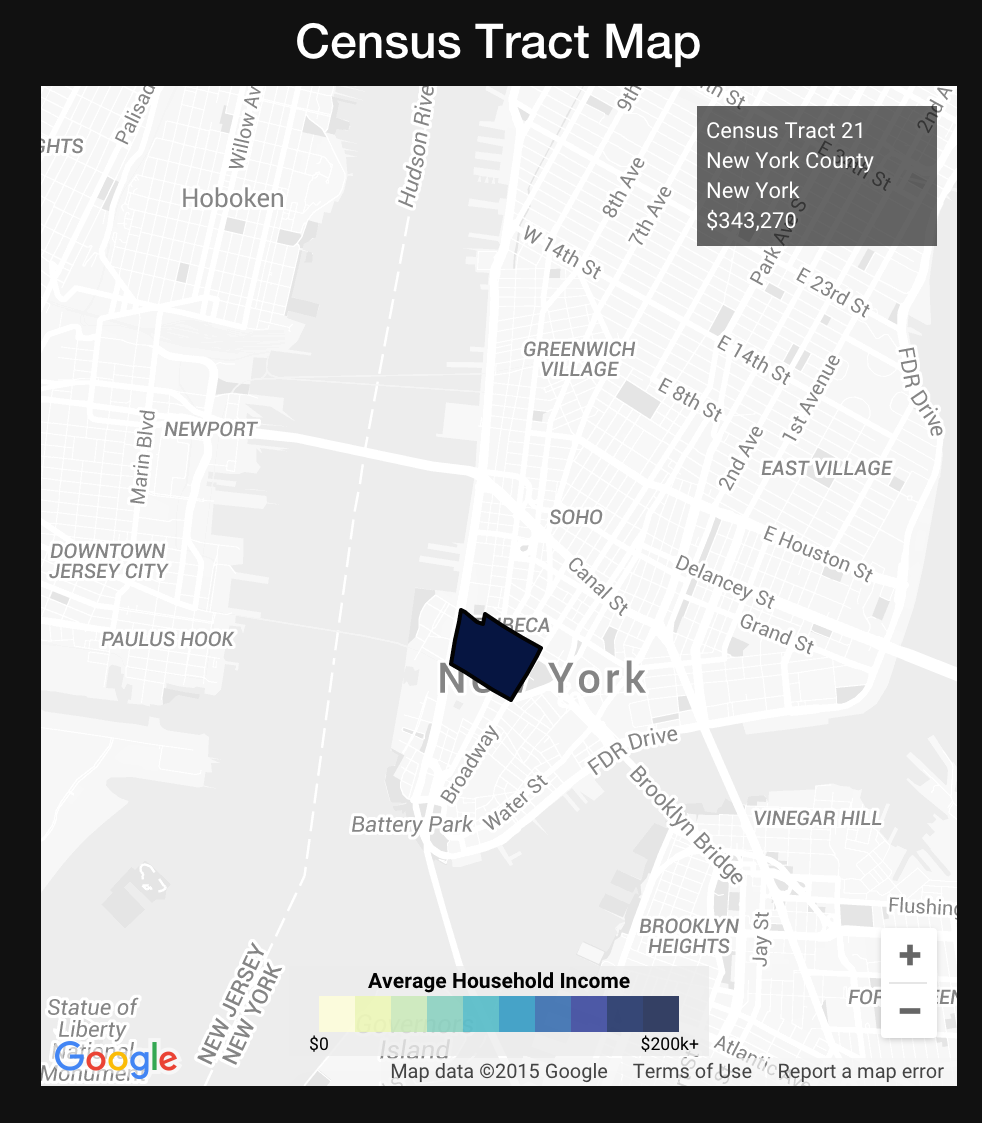 Census Tract Map
Census Tract 21
New York County
New York
$343,270
Palisad
Willow Av
Hudson Rive
9th
2nd A
GHTS
Hoboken
8th Ave
7th Ave
Park Ave S
W 14th St
E 23rd St
GREENWICH
VILLAGE
E 14th St
E 8th St
1st Avenue
FDR Drive
NEWPORT
Marin Blvd
2nd Ave
EAST VILLAGE
SOHO
E Houston St
DOWNTOWN
JERSEY CITY
Canal St
Delancey St
PAULUS HOOK
Grand St
New York
FDR Drive
Broadway
Water St
Battery Park
Brooklyn Bridge
VINEGAR HILL
Flushing
BROOKLYN
HEIGHTS
Jay St
NEW JERSEY
NEW YORK
Average Household Income
Governors
Island
$0
$200k+
Statue of
Liberty
National
Monument
Google
Atlantic Ave
Map data ©2015 Google
Terms of Use
Report a map error